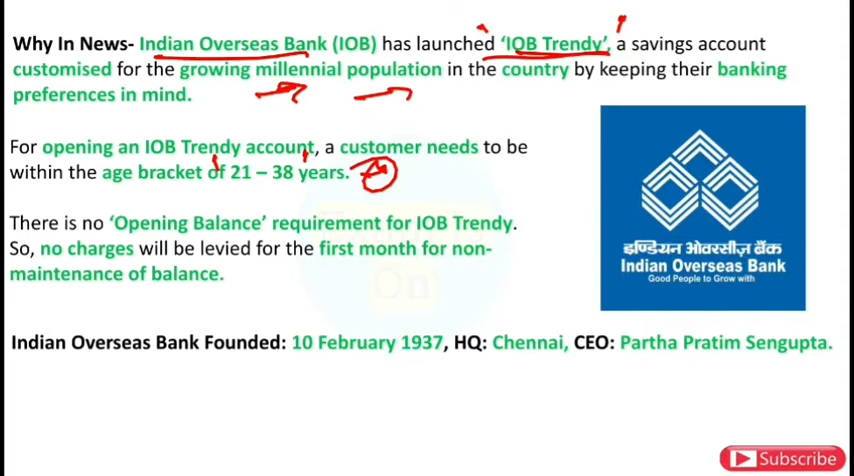 Why In News- Indian Overseas Bank (IOB) has launched ‘IOB Trendy’, a savings account
customised for the growing millennial population in the country by keeping their banking
preferences in mind.
For opening an IOB Trendy account, a customer needs to be
within the age bracket of 21 – 38 years.
There is no ‘Opening Balance’ requirement for IOB Trendy.
So, no charges will be levied for the first month for non-
maintenance of balance.
On
इण्डियन ओवरसीज़ बैंक
Indian Overseas Bank
Good People to Grow with
Indian Overseas Bank Founded: 10 February 1937, HQ: Chennai, CEO: Partha Pratim Sengupta.
Subscribe